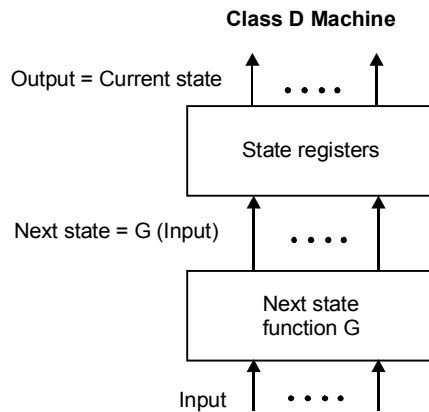 Class D Machine
Output = Current state
State registers
Next state = G (Input)
Next state
function G
Input